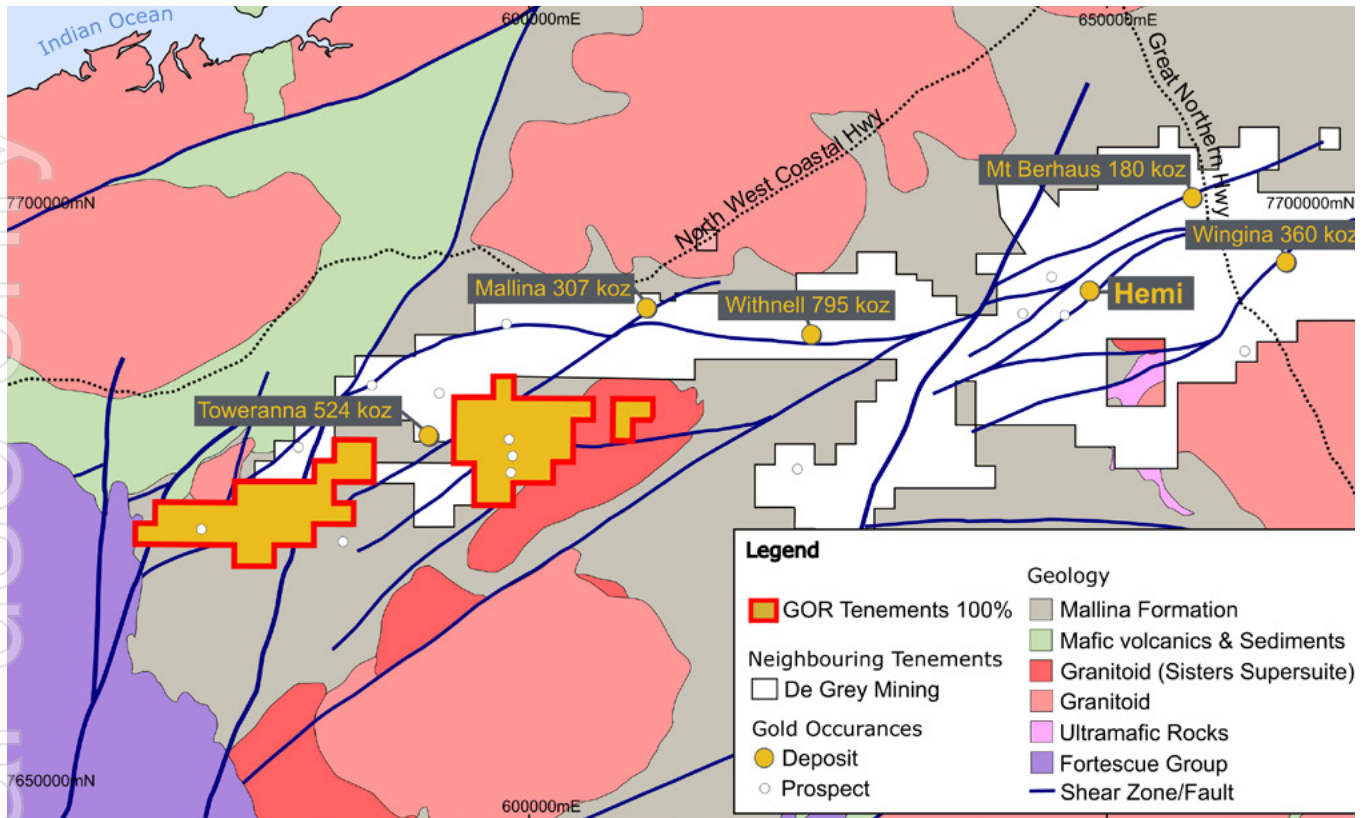 Indian Ocean
600000mE
650000mE
Great Northern Hwy
North West Coastal Hwy
Mt Berhaus 180 koz
7700000mN
7700000mN
Wingina 360 koz
Mallina 307 koz
Withnell 795 koz
Hemi
Toweranna 524 koz
Legend
GOR Tenements 100%
Neighbouring Tenements
De Grey Mining
Gold Occurances
Deposit
Prospect
Geology
Mallina Formation
Mafic volcanics & Sediments
Granitoid (Sisters Supersuite)
Granitoid
Ultramafic Rocks
Fortescue Group
Shear Zone/Fault
7650000mN
600000mE